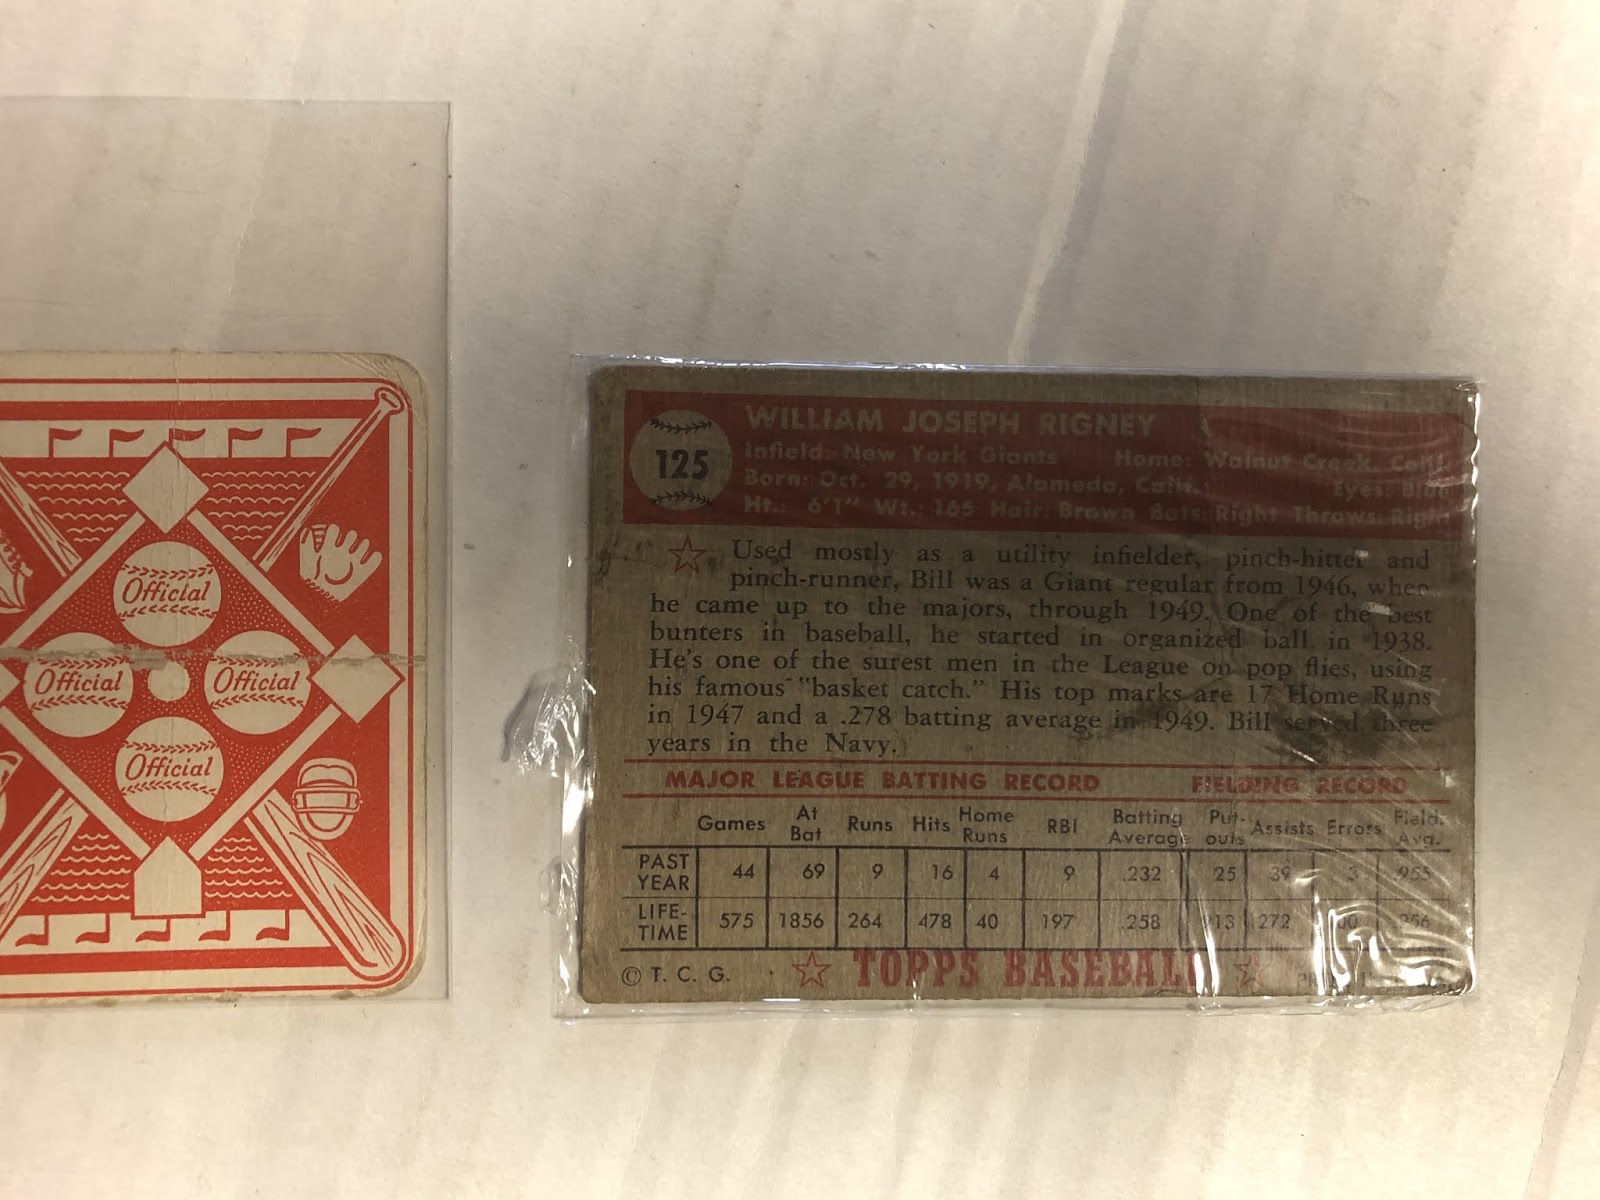 Official
Official
Official
Official
125
WILLIAM JOSEPH RIGNEY
Infield: New York Giants Home: Walnut Creek, Calif.
Born: Oct. 29, 1919, Alameda, Calif. Eyes: Blue
Ht.: 6'1" Wt.: 165 Hair: Brown Bats: Right Throws: Right
Used mostly as a utility infielder, pinch-hitter and
pinch-runner, Bill was a Giant regular from 1946, when
he came up to the majors, through 1949. One of the best
bunters in baseball, he started in organized ball in 1938.
He's one of the surest men in the League on pop flies, using
his famous "basket catch." His top marks are 17 Home Runs
in 1947 and a .278 batting average in 1949. Bill served three
years in the Navy.
MAJOR LEAGUE BATTING RECORD FIELDING RECORD
Games At Bat Runs Hits Home Runs RBI Batting Average Put-outs Assists Errors Field. Avg.
PAST YEAR 44 69 9 16 4 9 .232 25 39 3 .955
LIFE-TIME 575 1856 264 478 40 197 .258
© T. C. G. TOPPS BASEBALL